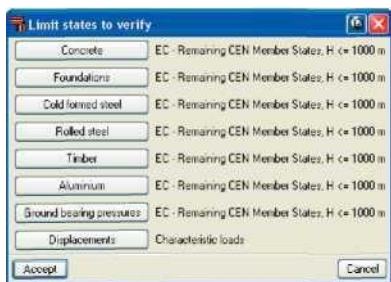 Limit states to verify
Concrete EC - Remaining CEN Member States, H <= 1000 m
Foundations EC - Remaining CEN Member States, H <= 1000 m
Cold formed steel EC - Remaining CEN Member States, H <= 1000 m
Rolled steel EC - Remaining CEN Member States, H <= 1000 m
Timber EC - Remaining CEN Member States, H <= 1000 m
Aluminium EC - Remaining CEN Member States, H <= 1000 m
Ground bearing pressures EC - Remaining CEN Member States, H <= 1000 m
Displacements Characteristic loads
Accept Cancel